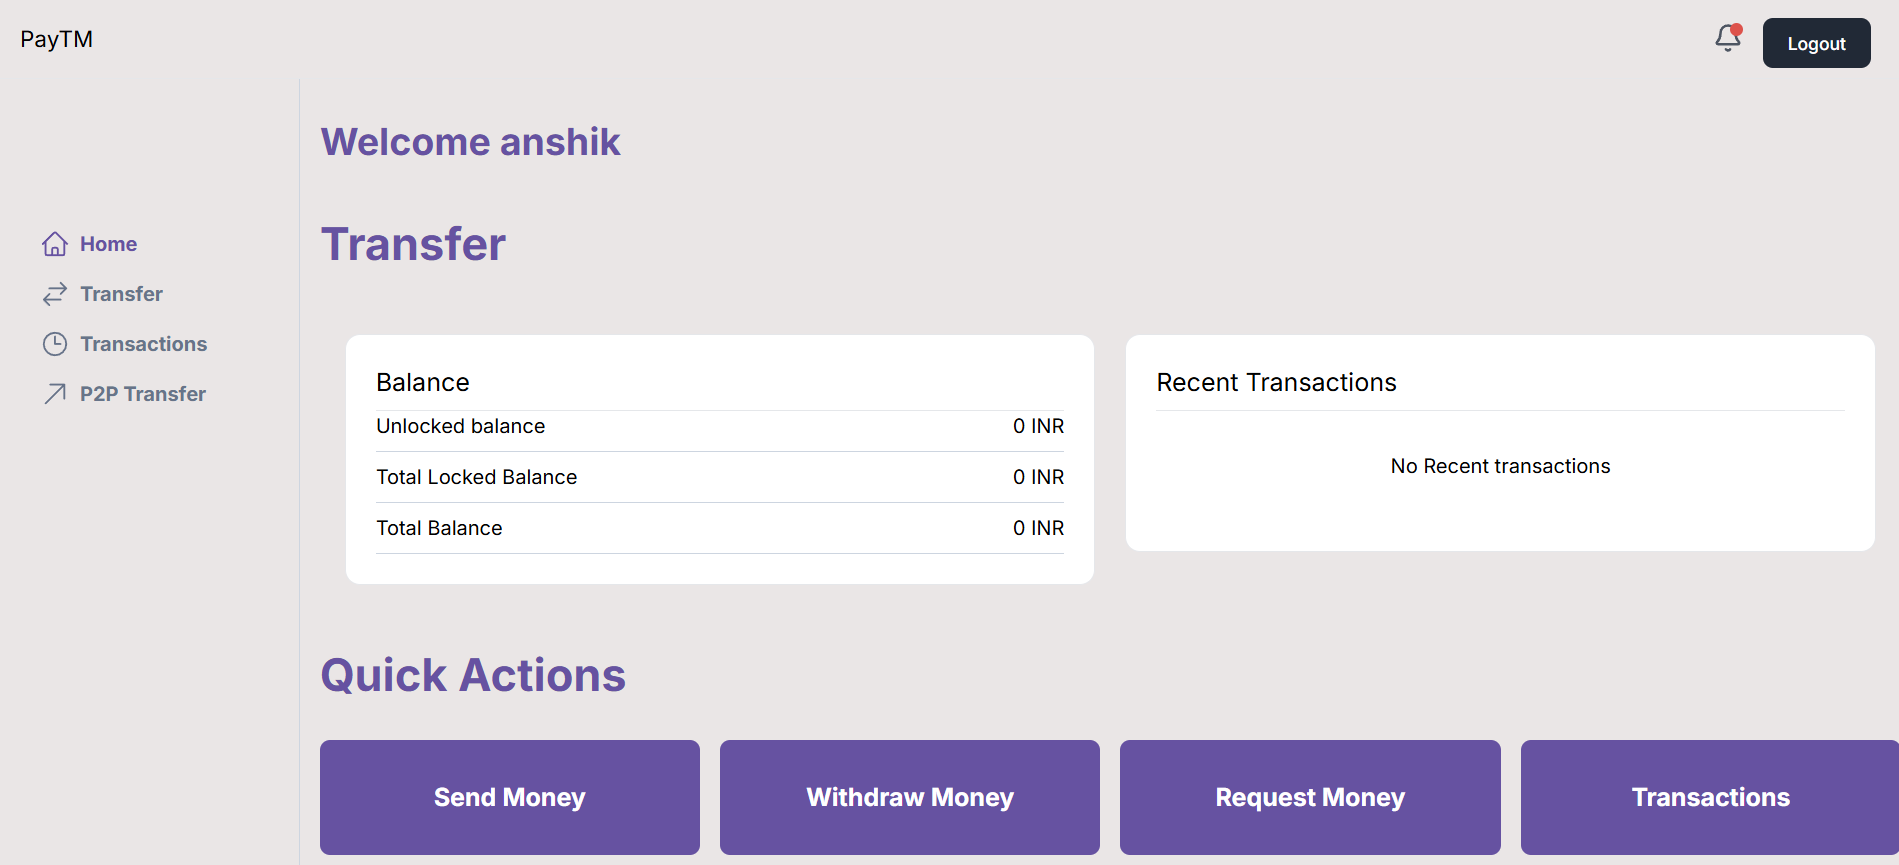 PayTM
Logout
Welcome anshik
Home
Transfer
Transactions
P2P Transfer
Transfer
Balance
Unlocked balance 0 INR
Total Locked Balance 0 INR
Total Balance 0 INR
Recent Transactions
No Recent transactions
Quick Actions
Send Money
Withdraw Money
Request Money
Transactions